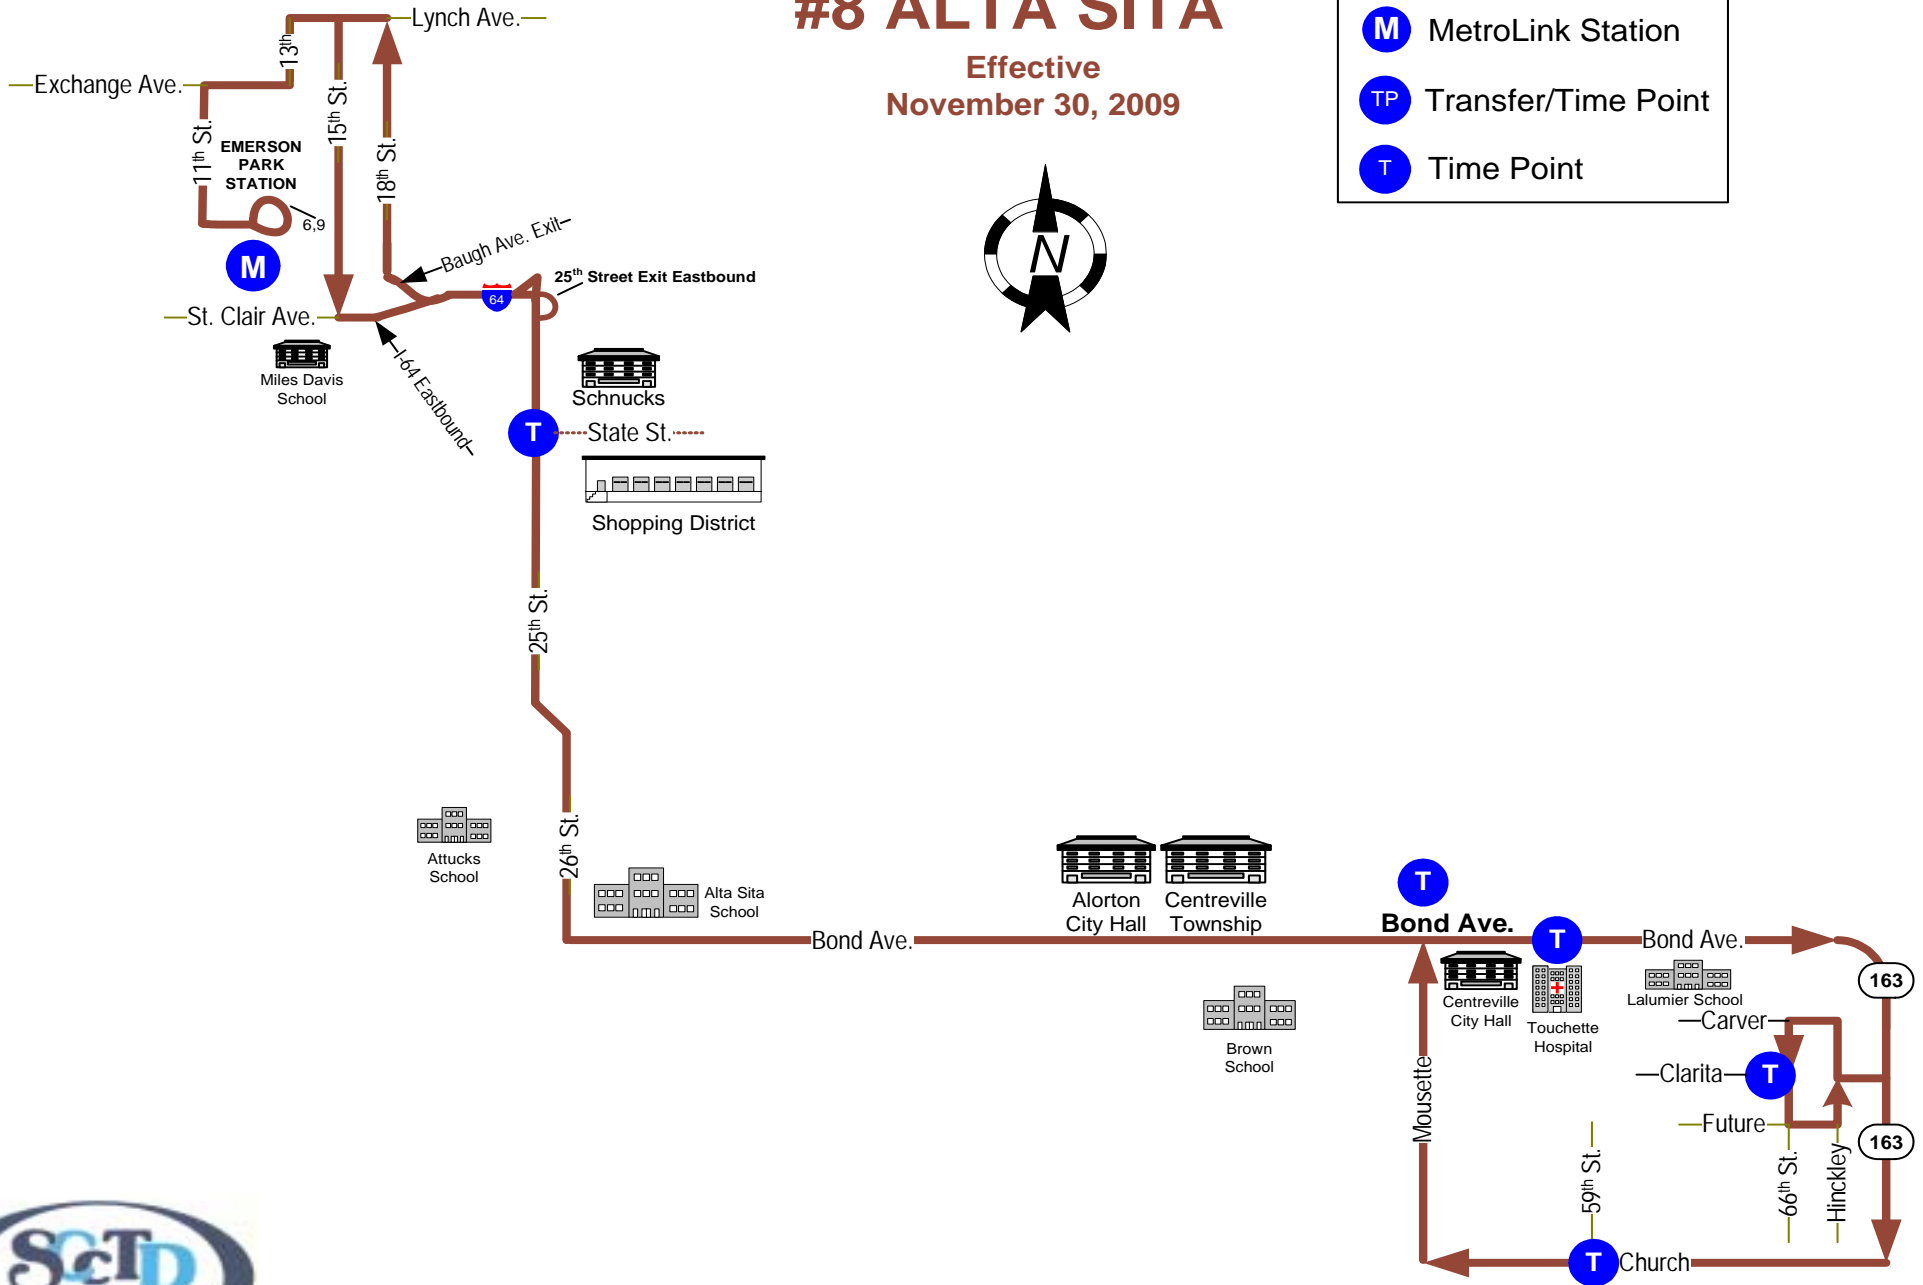 #8 ALTA SITA
Effective
November 30, 2009
M MetroLink Station
TP Transfer/Time Point
T Time Point
Lynch Ave.
13th
Exchange Ave.
15th St.
11th St.
EMERSON
PARK
STATION
18th St.
6,9
M
Baugh Ave. Exit
25th Street Exit Eastbound
64
St. Clair Ave.
I-64 Eastbound
Miles Davis
School
Schnucks
T
State St.
Shopping District
25th St.
N
Attucks
School
26th St.
Alta Sita
School
Bond Ave.
Alorton
City Hall
Centreville
Township
T
Bond Ave.
T
Bond Ave.
163
Centreville
City Hall
Touchette
Hospital
Lalumier School
Brown
School
Carver
Clarita
T
Future
163
Mousette
59th St.
66th St.
Hinckley
T
Church
SCCTD